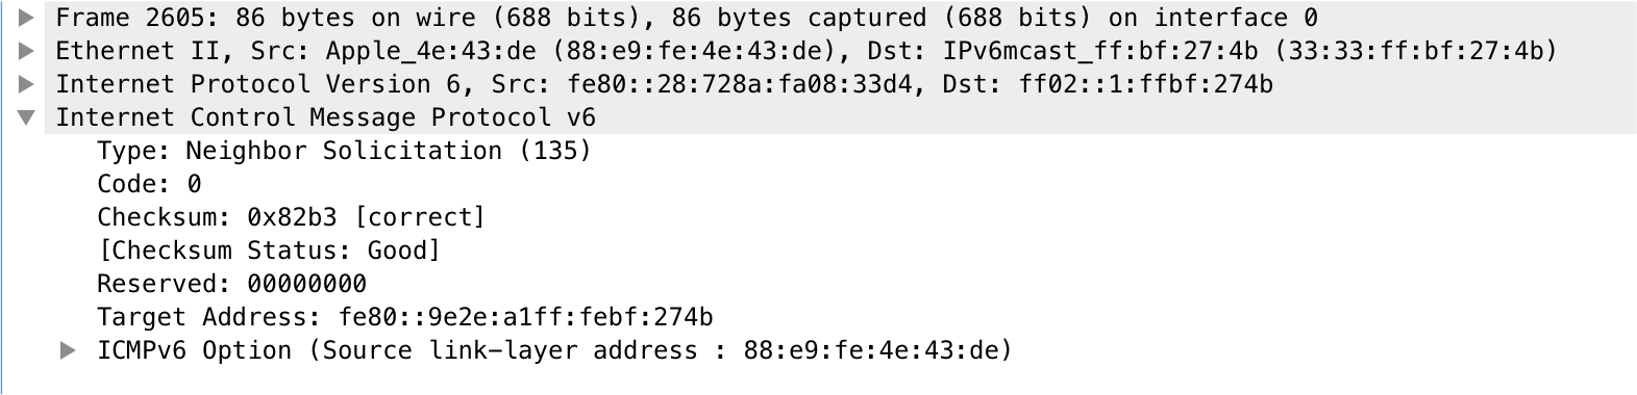 Frame 2605: 86 bytes on wire (688 bits), 86 bytes captured (688 bits) on interface 0
Ethernet II, Src: Apple_4e:43:de (88:e9:fe:4e:43:de), Dst: IPv6mcast_ff:bf:27:4b (33:33:ff:bf:27:4b)
Internet Protocol Version 6, Src: fe80::28:728a:fa08:33d4, Dst: ff02::1:ffbf:274b
Internet Control Message Protocol v6
Type: Neighbor Solicitation (135)
Code: 0
Checksum: 0x82b3 [correct]
[Checksum Status: Good]
Reserved: 00000000
Target Address: fe80::9e2e:a1ff:febf:274b
ICMPv6 Option (Source link-layer address : 88:e9:fe:4e:43:de)